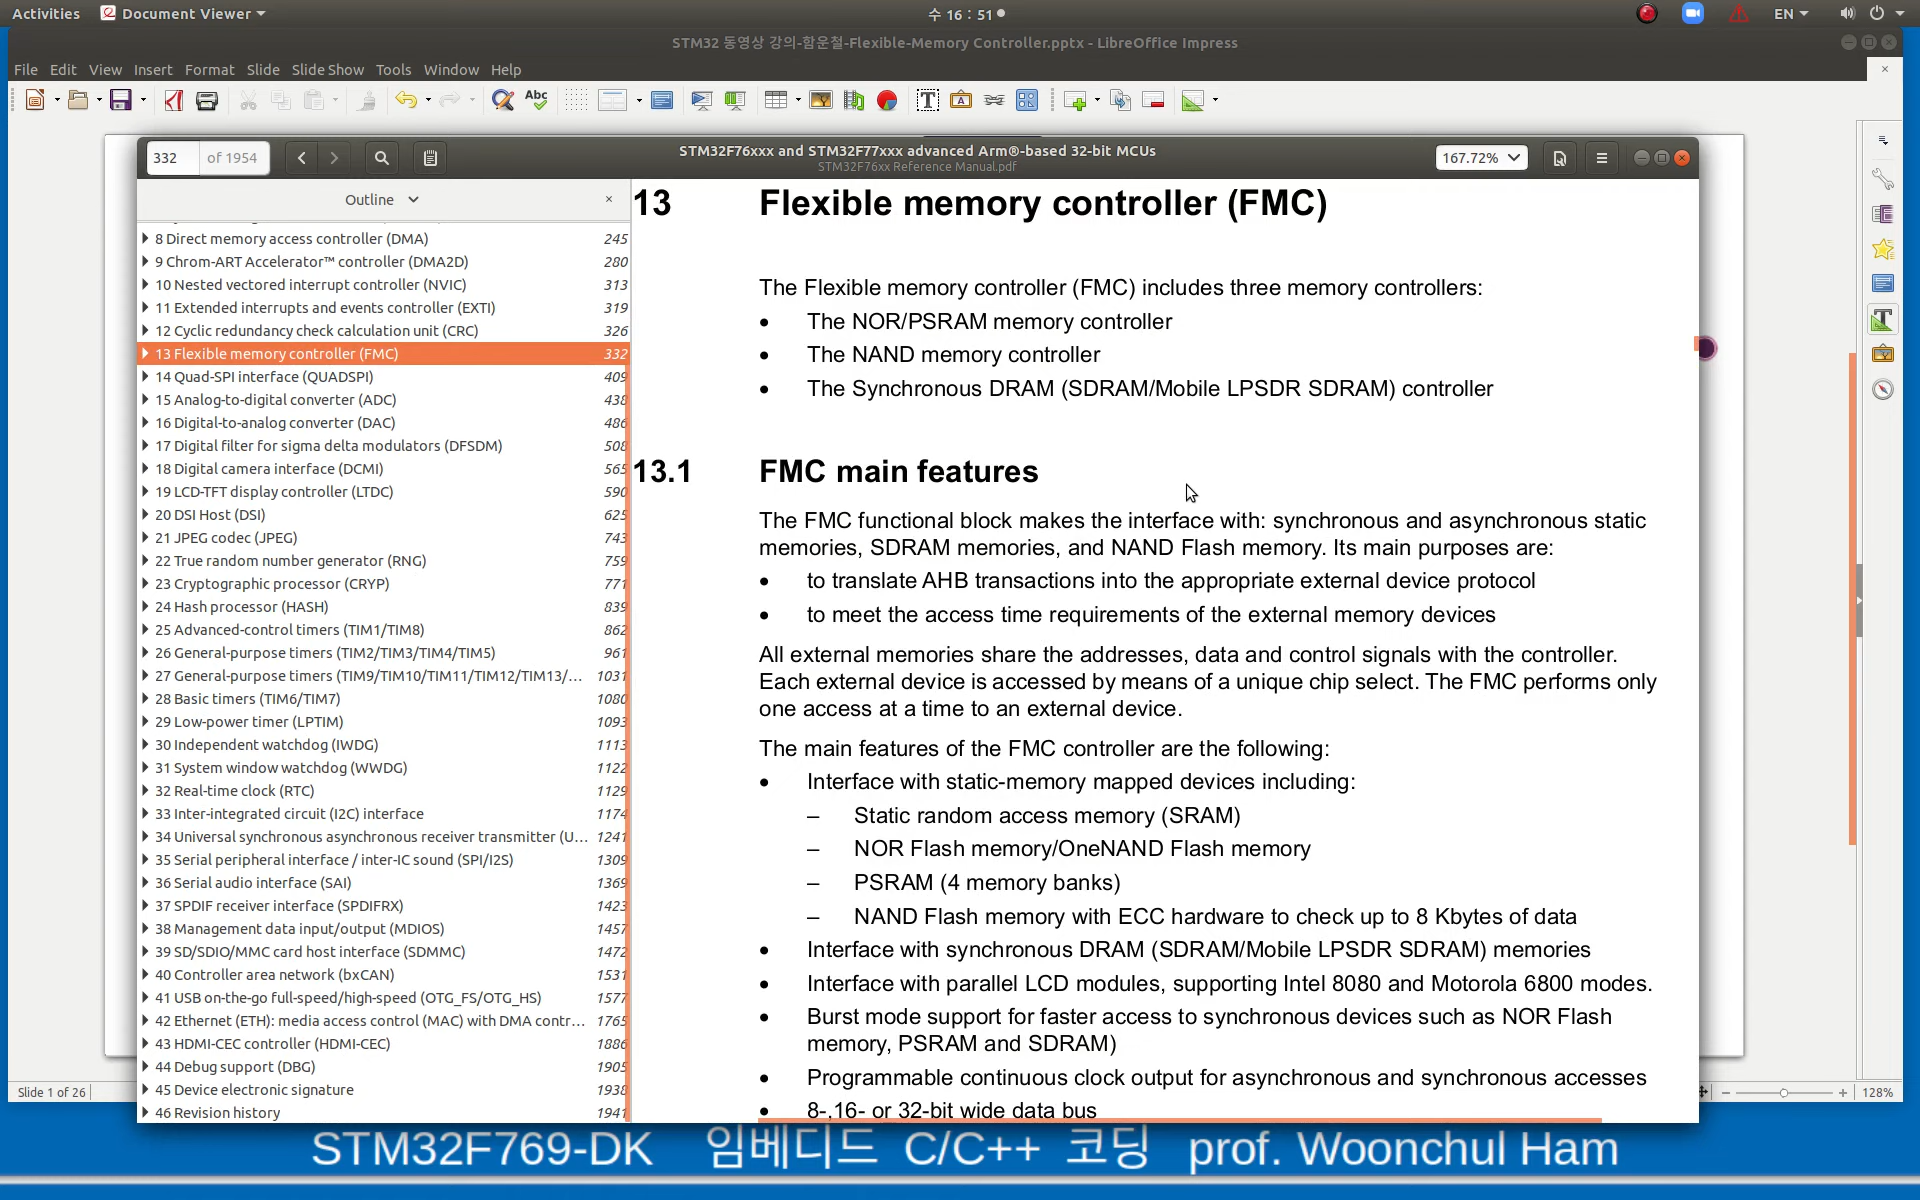 Activities
Document Viewer
수 16 : 51
EN
STM32 동영상 강의-함운철-Flexible-Memory Controller.pptx - LibreOffice Impress
File Edit View Insert Format Slide Slide Show Tools Window Help
Abc
332 of 1954
STM32F76xxx and STM32F77xxx advanced Arm®-based 32-bit MCUs
STM32F76xx Reference Manual.pdf
167.72%
Outline
8 Direct memory access controller (DMA) 245
9 Chrom-ART Accelerator™ controller (DMA2D) 280
10 Nested vectored interrupt controller (NVIC) 313
11 Extended interrupts and events controller (EXTI) 319
12 Cyclic redundancy check calculation unit (CRC) 326
13 Flexible memory controller (FMC) 332
14 Quad-SPI interface (QUADSPI) 409
15 Analog-to-digital converter (ADC) 438
16 Digital-to-analog converter (DAC) 486
17 Digital filter for sigma delta modulators (DFSDM) 508
18 Digital camera interface (DCMI) 565
19 LCD-TFT display controller (LTDC) 590
20 DSI Host (DSI) 625
21 JPEG codec (JPEG) 743
22 True random number generator (RNG) 759
23 Cryptographic processor (CRYP) 771
24 Hash processor (HASH) 839
25 Advanced-control timers (TIM1/TIM8) 862
26 General-purpose timers (TIM2/TIM3/TIM4/TIM5) 961
27 General-purpose timers (TIM9/TIM10/TIM11/TIM12/TIM13/... 1031
28 Basic timers (TIM6/TIM7) 1080
29 Low-power timer (LPTIM) 1093
30 Independent watchdog (IWDG) 1113
31 System window watchdog (WWDG) 1122
32 Real-time clock (RTC) 1129
33 Inter-integrated circuit (I2C) interface 1174
34 Universal synchronous asynchronous receiver transmitter (U... 1241
35 Serial peripheral interface / inter-IC sound (SPI/I2S) 1309
36 Serial audio interface (SAI) 1369
37 SPDIF receiver interface (SPDIFRX) 1423
38 Management data input/output (MDIOS) 1457
39 SD/SDIO/MMC card host interface (SDMMC) 1472
40 Controller area network (bxCAN) 1531
41 USB on-the-go full-speed/high-speed (OTG_FS/OTG_HS) 1577
42 Ethernet (ETH): media access control (MAC) with DMA contr... 1765
43 HDMI-CEC controller (HDMI-CEC) 1886
44 Debug support (DBG) 1905
45 Device electronic signature 1938
46 Revision history 1941
13 Flexible memory controller (FMC)
The Flexible memory controller (FMC) includes three memory controllers:
• The NOR/PSRAM memory controller
• The NAND memory controller
• The Synchronous DRAM (SDRAM/Mobile LPSDR SDRAM) controller
13.1 FMC main features
The FMC functional block makes the interface with: synchronous and asynchronous static
memories, SDRAM memories, and NAND Flash memory. Its main purposes are:
• to translate AHB transactions into the appropriate external device protocol
• to meet the access time requirements of the external memory devices
All external memories share the addresses, data and control signals with the controller.
Each external device is accessed by means of a unique chip select. The FMC performs only
one access at a time to an external device.
The main features of the FMC controller are the following:
• Interface with static-memory mapped devices including:
– Static random access memory (SRAM)
– NOR Flash memory/OneNAND Flash memory
– PSRAM (4 memory banks)
– NAND Flash memory with ECC hardware to check up to 8 Kbytes of data
• Interface with synchronous DRAM (SDRAM/Mobile LPSDR SDRAM) memories
• Interface with parallel LCD modules, supporting Intel 8080 and Motorola 6800 modes.
• Burst mode support for faster access to synchronous devices such as NOR Flash
memory, PSRAM and SDRAM)
• Programmable continuous clock output for asynchronous and synchronous accesses
• 8-,16- or 32-bit wide data bus
Slide 1 of 26
128%
STM32F769-DK 임베디드 C/C++ 코딩 prof. Woonchul Ham